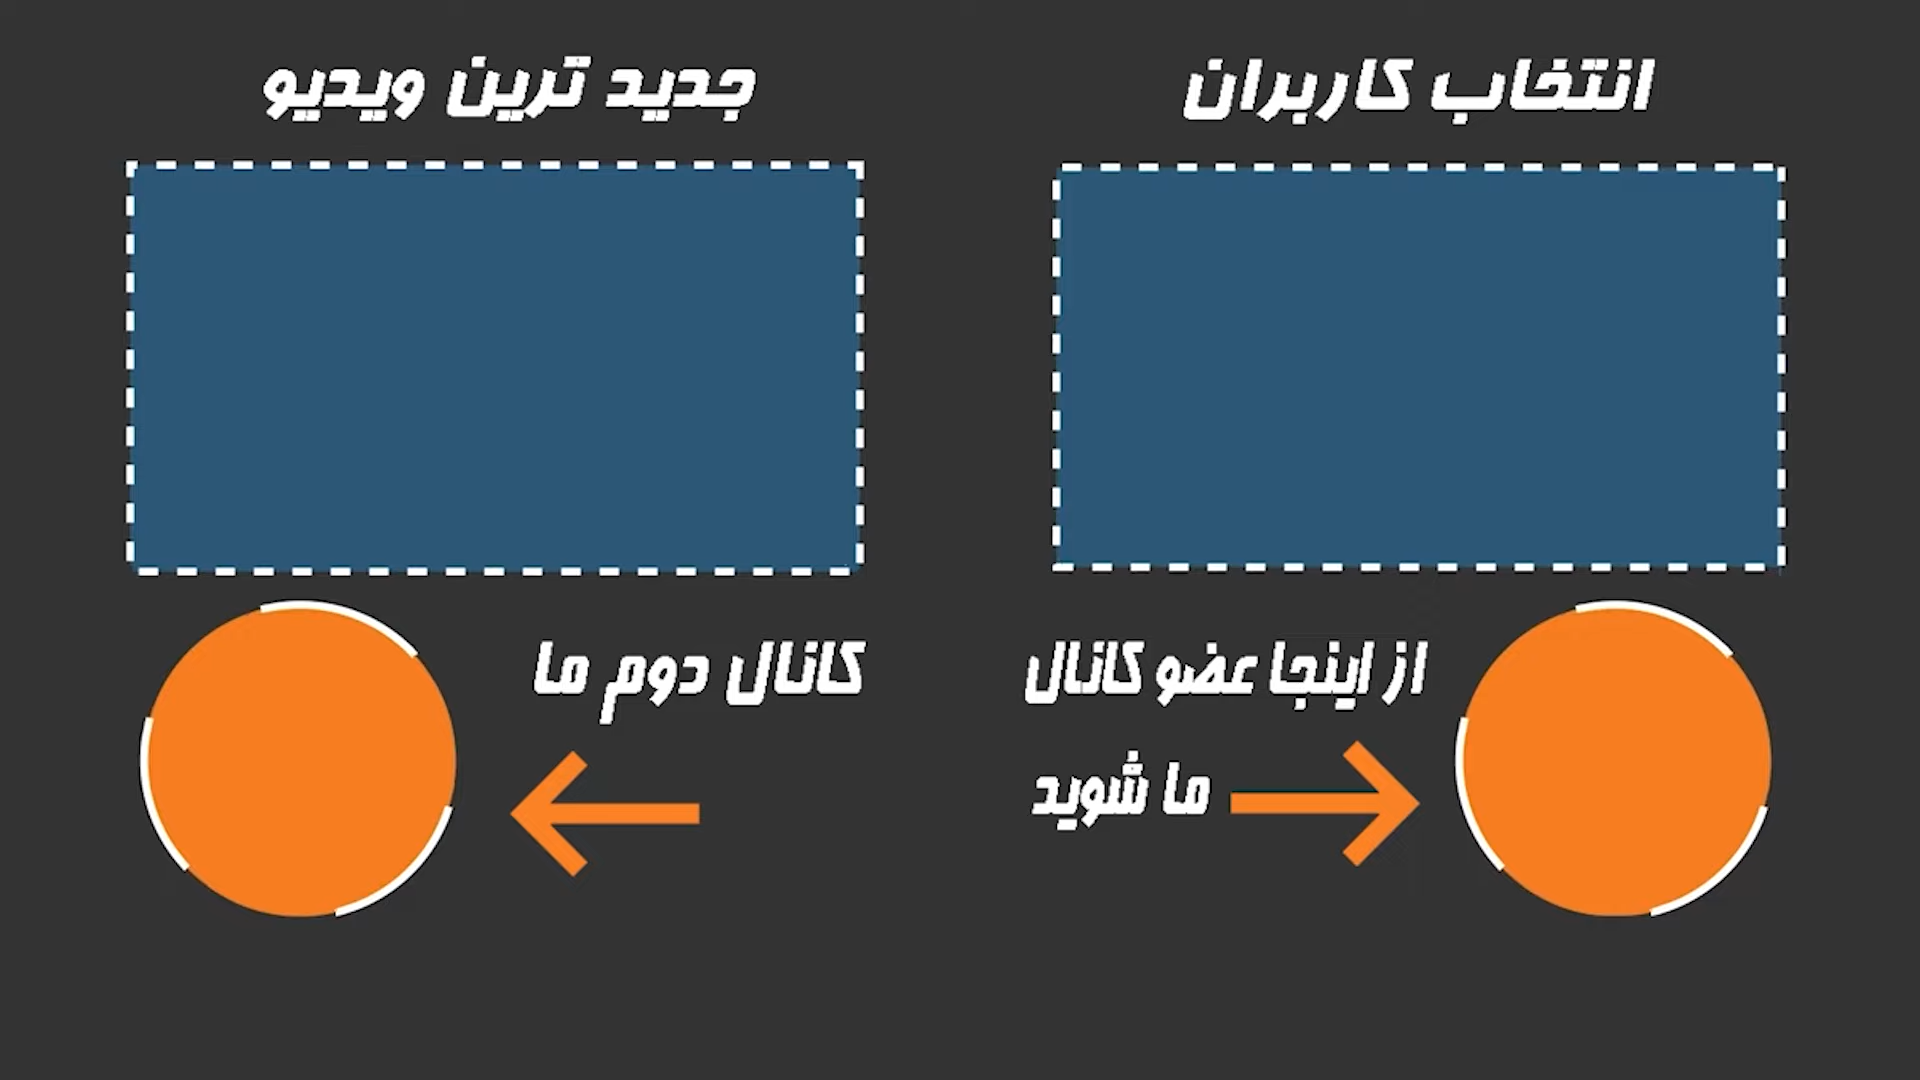 انتخاب کاربران
جدید ترین ویدیو
از اینجا عضو کانال
ما شوید
کانال دوم ما